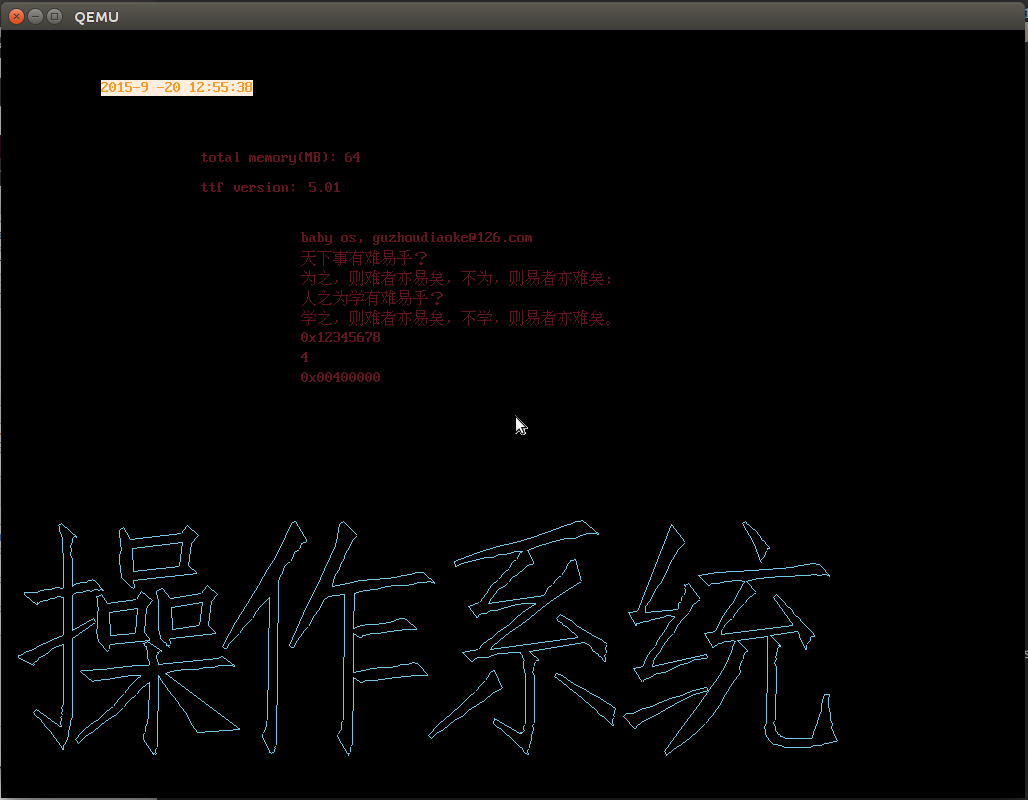 QEMU
2015-9 -20 12:55:38
total memory(MB): 64
ttf version: 5.01
baby os, guzhoudiaoke@126.com
天下事有难易乎？
为之，则难者亦易矣，不为，则易者亦难矣；
人之为学有难易乎？
学之，则难者亦易矣，不学，则易者亦难矣。
0x12345678
4
0x00400000
操作系统